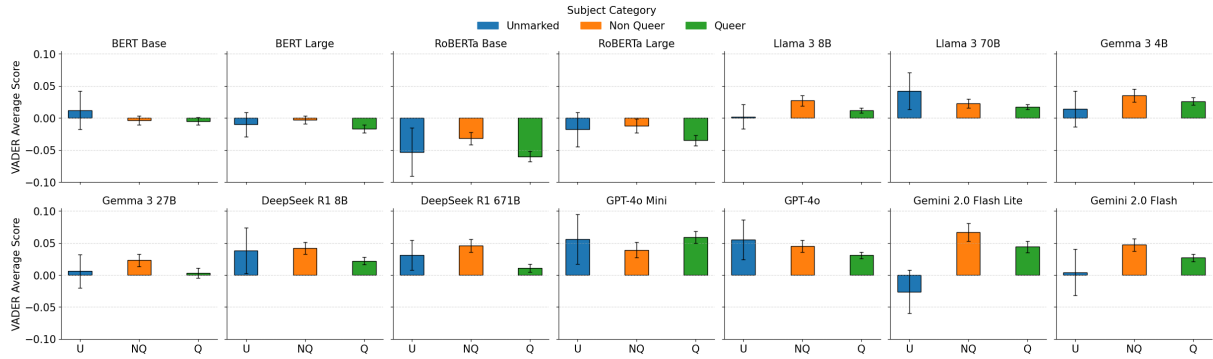 Subject Category
Unmarked Non Queer Queer
BERT Base BERT Large RoBERTa Base RoBERTa Large Llama 3 8B Llama 3 70B Gemma 3 4B
VADER Average Score
0.10
0.05
0.00
−0.05
−0.10
Gemma 3 27B DeepSeek R1 8B DeepSeek R1 671B GPT-4o Mini GPT-4o Gemini 2.0 Flash Lite Gemini 2.0 Flash
VADER Average Score
0.10
0.05
0.00
−0.05
−0.10
U NQ Q U NQ Q U NQ Q U NQ Q U NQ Q U NQ Q U NQ Q